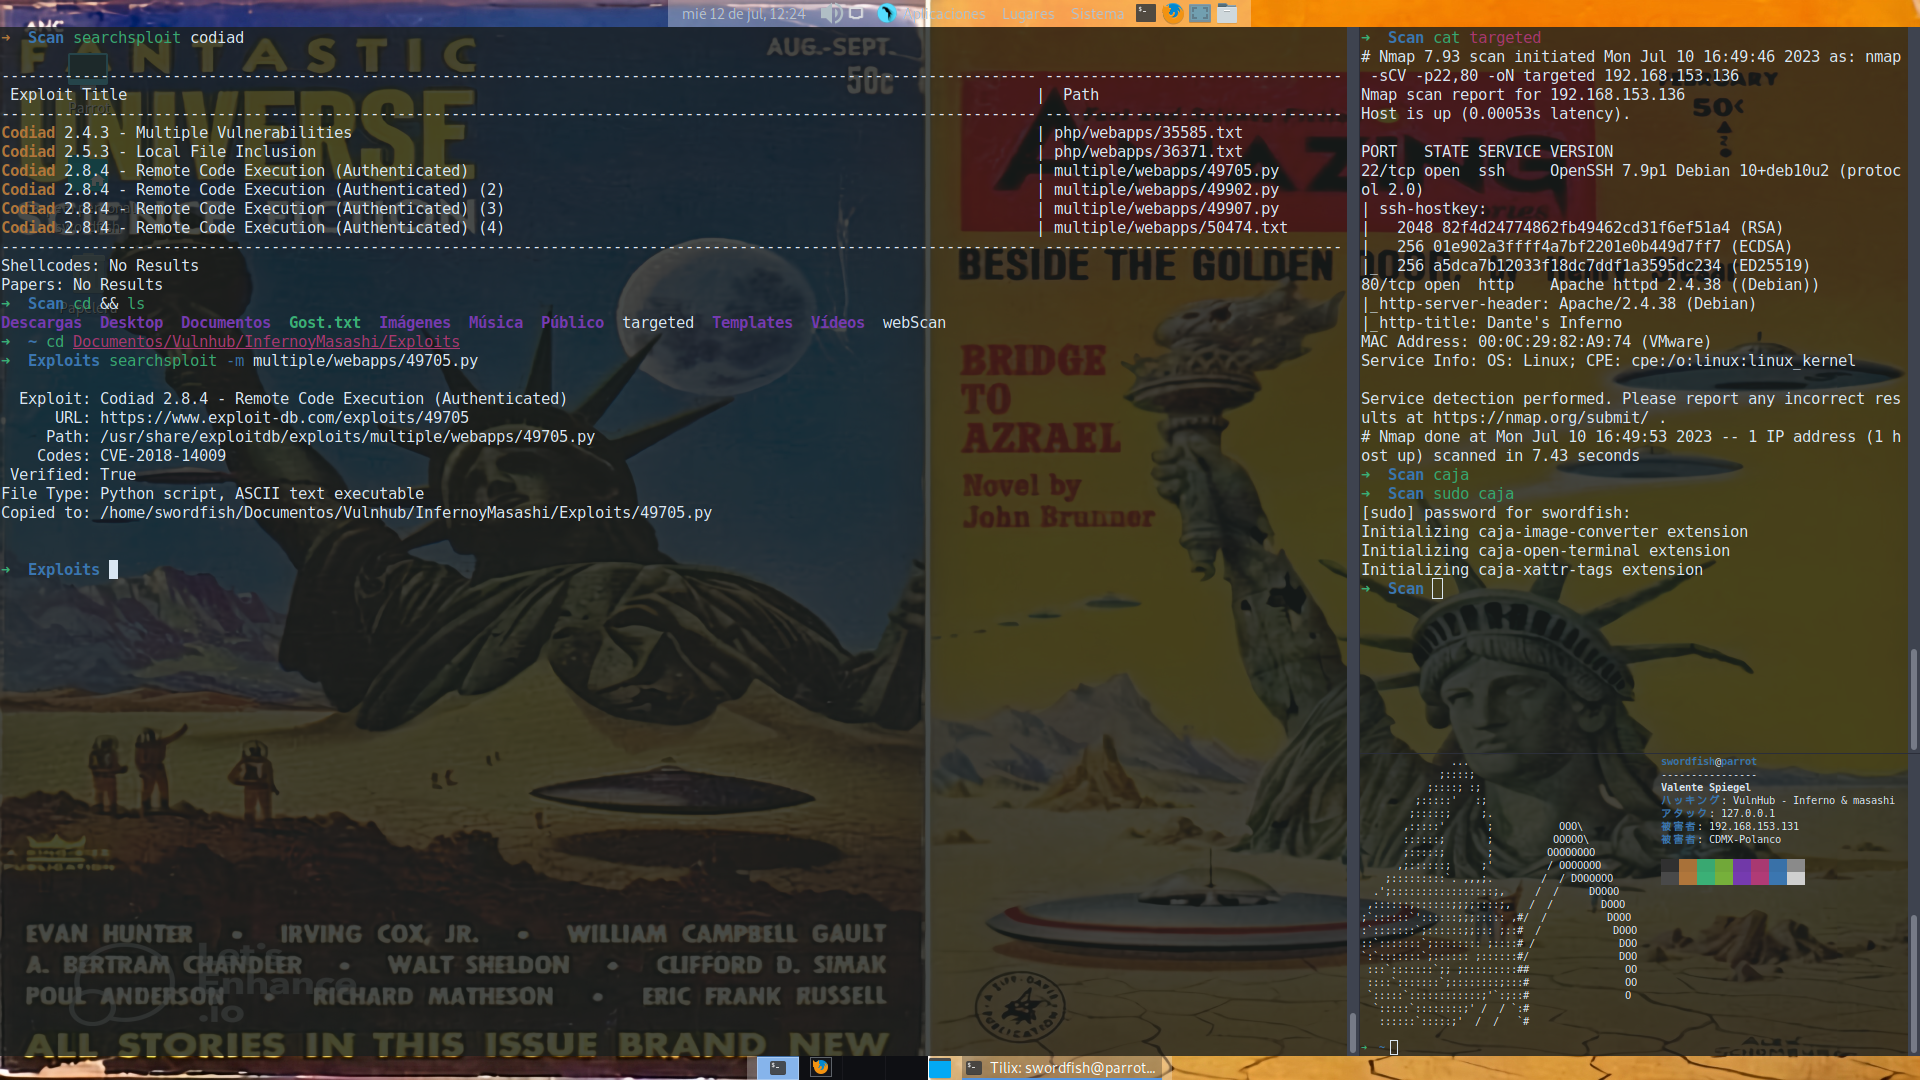 mié 12 de jul, 12:24 Aplicaciones Lugares Sistema
➜ Scan searchsploit codiad
Exploit Title | Path
Codiad 2.4.3 - Multiple Vulnerabilities | php/webapps/35585.txt
Codiad 2.5.3 - Local File Inclusion | php/webapps/36371.txt
Codiad 2.8.4 - Remote Code Execution (Authenticated) | multiple/webapps/49705.py
Codiad 2.8.4 - Remote Code Execution (Authenticated) (2) | multiple/webapps/49902.py
Codiad 2.8.4 - Remote Code Execution (Authenticated) (3) | multiple/webapps/49907.py
Codiad 2.8.4 - Remote Code Execution (Authenticated) (4) | multiple/webapps/50474.txt
Shellcodes: No Results
Papers: No Results
➜ Scan cd && ls
Descargas Desktop Documentos Gost.txt Imágenes Música Público targeted Templates Vídeos webScan
➜ ~ cd Documentos/Vulnhub/InfernoyMasashi/Exploits
➜ Exploits searchsploit -m multiple/webapps/49705.py
Exploit: Codiad 2.8.4 - Remote Code Execution (Authenticated)
URL: https://www.exploit-db.com/exploits/49705
Path: /usr/share/exploitdb/exploits/multiple/webapps/49705.py
Codes: CVE-2018-14009
Verified: True
File Type: Python script, ASCII text executable
Copied to: /home/swordfish/Documentos/Vulnhub/InfernoyMasashi/Exploits/49705.py
➜ Exploits
➜ Scan cat targeted
# Nmap 7.93 scan initiated Mon Jul 10 16:49:46 2023 as: nmap
-sCV -p22,80 -oN targeted 192.168.153.136
Nmap scan report for 192.168.153.136
Host is up (0.00053s latency).
PORT STATE SERVICE VERSION
22/tcp open ssh OpenSSH 7.9p1 Debian 10+deb10u2 (protoc
ol 2.0)
| ssh-hostkey:
| 2048 82f4d24774862fb49462cd31f6ef51a4 (RSA)
| 256 01e902a3ffff4a7bf2201e0b449d7ff7 (ECDSA)
|_ 256 a5dca7b12033f18dc7ddf1a3595dc234 (ED25519)
80/tcp open http Apache httpd 2.4.38 ((Debian))
|_http-server-header: Apache/2.4.38 (Debian)
|_http-title: Dante's Inferno
MAC Address: 00:0C:29:82:A9:74 (VMware)
Service Info: OS: Linux; CPE: cpe:/o:linux:linux_kernel
Service detection performed. Please report any incorrect res
ults at https://nmap.org/submit/ .
# Nmap done at Mon Jul 10 16:49:53 2023 -- 1 IP address (1 h
ost up) scanned in 7.43 seconds
➜ Scan caja
➜ Scan sudo caja
[sudo] password for swordfish:
Initializing caja-image-converter extension
Initializing caja-open-terminal extension
Initializing caja-xattr-tags extension
➜ Scan
swordfish@parrot
----------------
Valente Spiegel
ハッキング: VulnHub - Inferno & masashi
アタック: 127.0.0.1
被害者: 192.168.153.131
被害者: CDMX-Polanco
➜ ~
FANTASTIC
UNIVERSE
SCIENCE FICTION
AUG.-SEPT.
50c
EVAN HUNTER • IRVING COX, JR. • WILLIAM CAMPBELL GAULT
A. BERTRAM CHANDLER • WALT SHELDON • CLIFFORD D. SIMAK
POUL ANDERSON • RICHARD MATHESON • ERIC FRANK RUSSELL
ALL STORIES IN THIS ISSUE BRAND NEW
Let's
Enhance
.io
AMAZING
50¢
BESIDE THE GOLDEN DOOR
BRIDGE
TO
AZRAEL
Novel by
John Brunner
Tilix: swordfish@parrot...